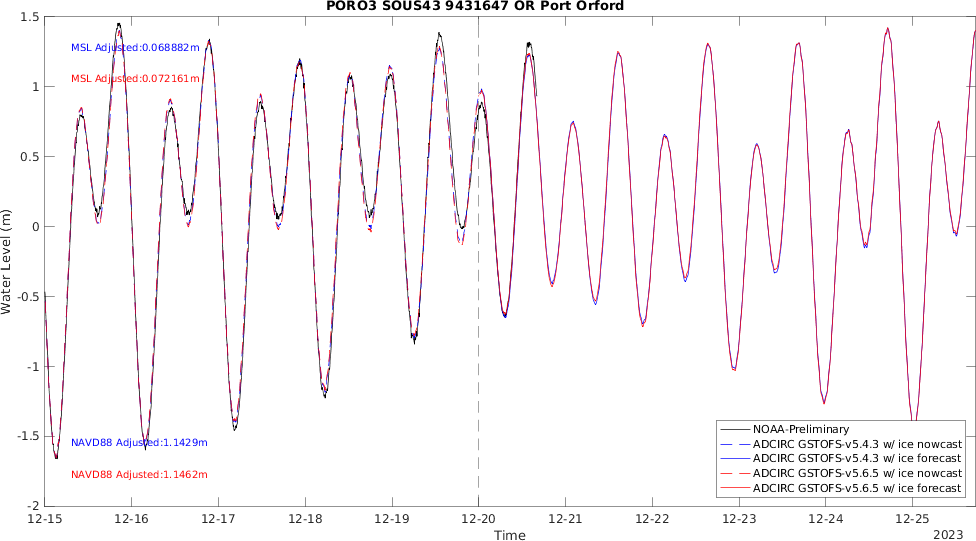 PORO3 SOUS43 9431647 OR Port Orford
1.5
1
0.5
0
-0.5
-1
-1.5
-2
Water Level (m)
MSL Adjusted:0.068882m
MSL Adjusted:0.072161m
NAVD88 Adjusted:1.1429m
NAVD88 Adjusted:1.1462m
NOAA-Preliminary
ADCIRC GSTOFS-v5.4.3 w/ ice nowcast
ADCIRC GSTOFS-v5.4.3 w/ ice forecast
ADCIRC GSTOFS-v5.6.5 w/ ice nowcast
ADCIRC GSTOFS-v5.6.5 w/ ice forecast
12-15 12-16 12-17 12-18 12-19 12-20 12-21 12-22 12-23 12-24 12-25
Time
2023